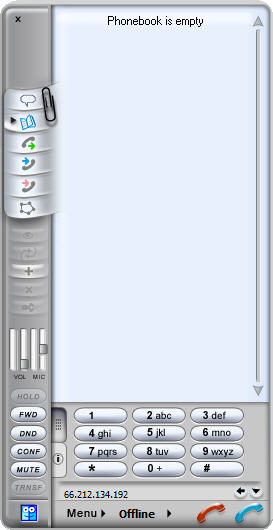 x
Phonebook is empty
VOL MIC
HOLD
FWD
DND
CONF
MUTE
TRNSF
1 2 abc 3 def
4 ghi 5 jkl 6 mno
7 pqrs 8 tuv 9 wxyz
* 0 + #
66.212.134.192
Menu Offline